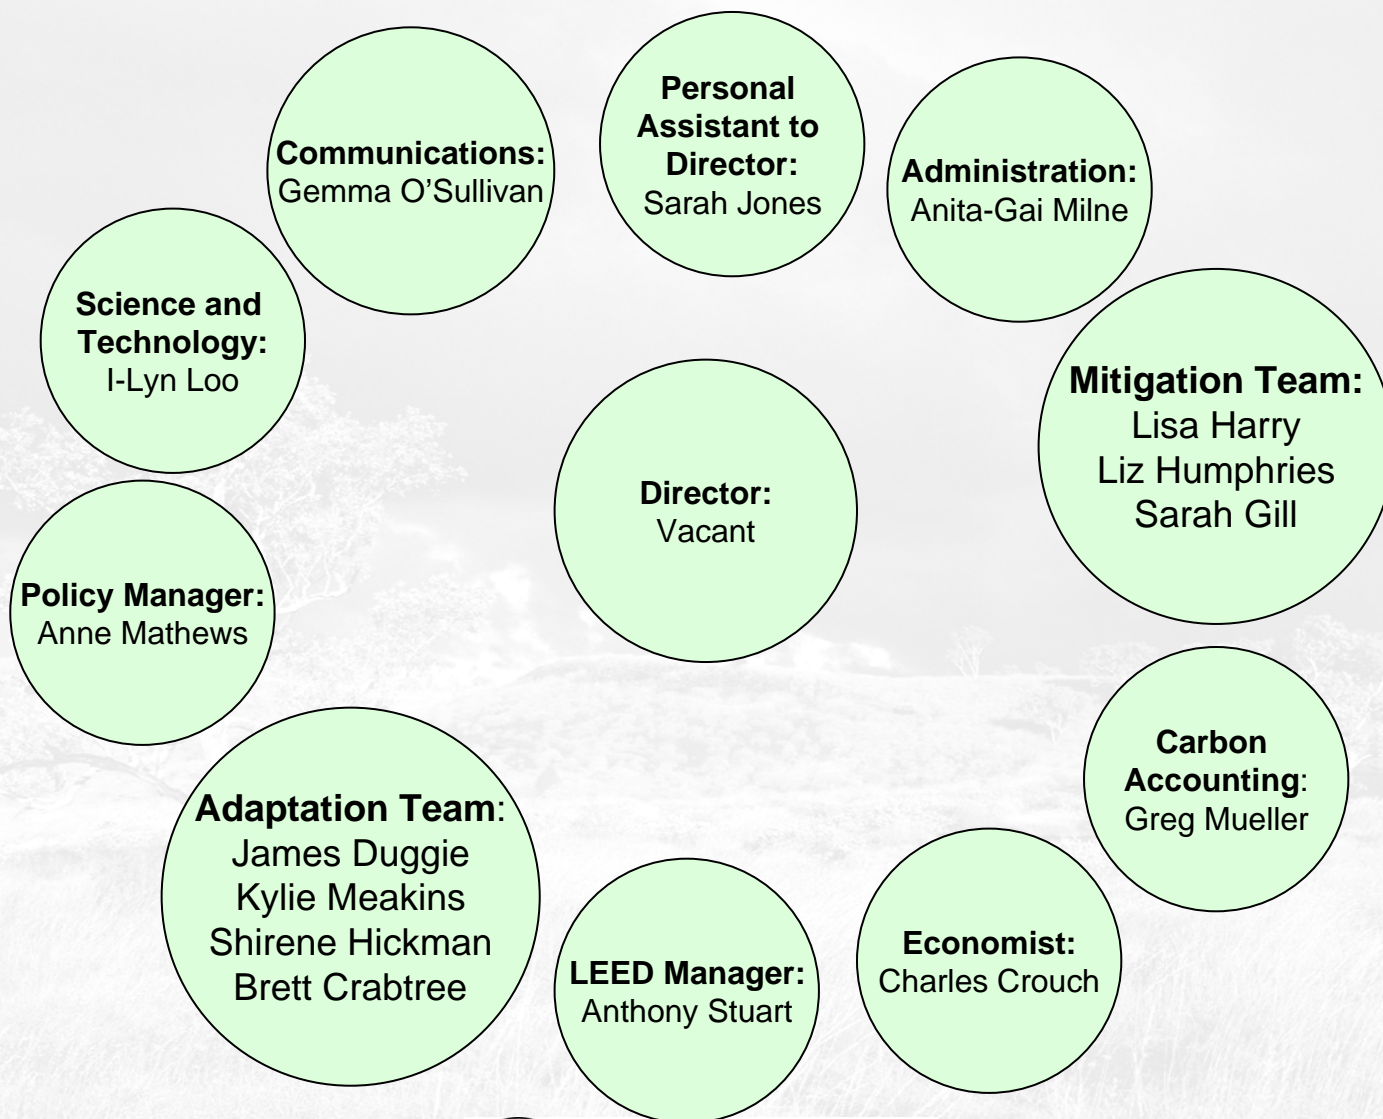 Personal
Assistant to
Director:
Sarah Jones
Communications:
Gemma O’Sullivan
Administration:
Anita-Gai Milne
Science and
Technology:
I-Lyn Loo
Mitigation Team:
Lisa Harry
Liz Humphries
Sarah Gill
Director:
Vacant
Policy Manager:
Anne Mathews
Carbon
Accounting:
Greg Mueller
Adaptation Team:
James Duggie
Kylie Meakins
Shirene Hickman
Brett Crabtree
Economist:
Charles Crouch
LEED Manager:
Anthony Stuart